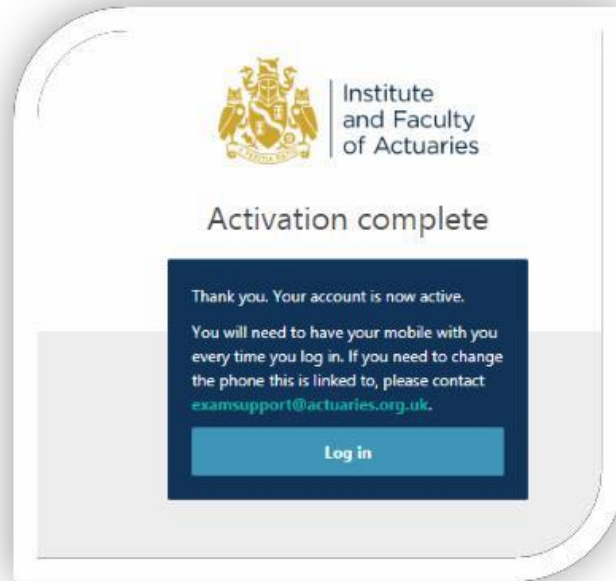 Institute
and Faculty
of Actuaries
Activation complete
Thank you. Your account is now active.
You will need to have your mobile with you
every time you log in. If you need to change
the phone this is linked to, please contact
examsupport@actuaries.org.uk.
Log in